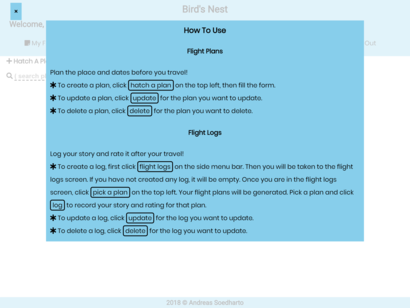 Bird's Nest
×
Welcome,
How To Use
My F
Out
Flight Plans
+ Hatch A Pl
Plan the place and dates before you travel!
I search a
✱ To create a plan, click hatch a plan on the top left, then fill the form.
✱ To update a plan, click update for the plan you want to update.
✱ To delete a plan, click delete for the plan you want to delete.
Flight Logs
Log your story and rate it after your travel!
✱ To create a log, first click flight logs on the side menu bar. Then you will be taken to the flight
logs screen. If you have not created any log, it will be empty. Once you are in the flight logs
screen, click pick a plan on the top left. Your flight plans will be generated. Pick a plan and click
log to record your story and rating for that plan.
✱ To update a log, click update for the log you want to update.
✱ To delete a log, click delete for the log you want to update.
2018 © Andreas Soedharto